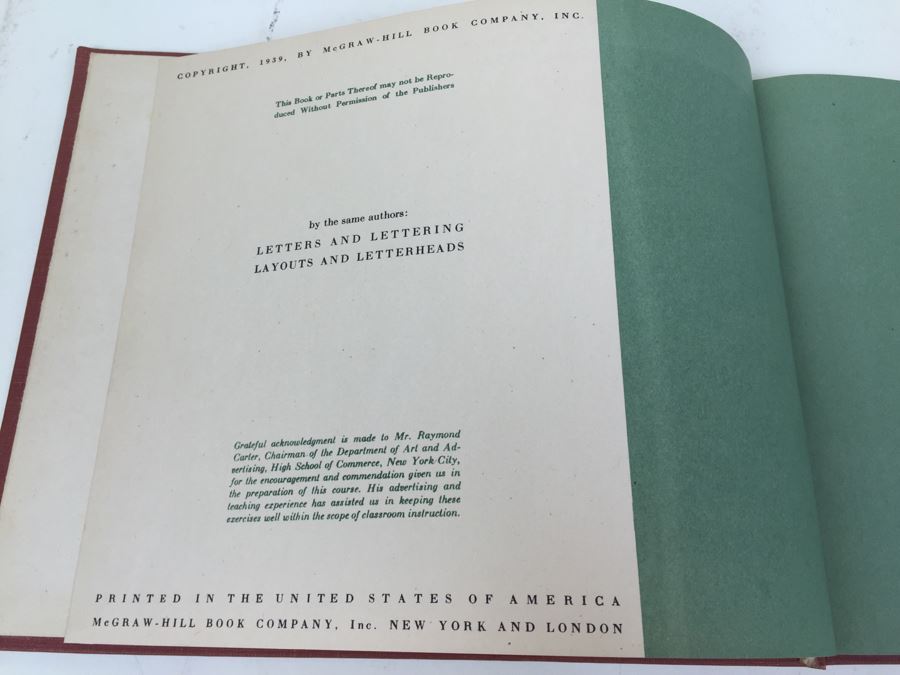 COPYRIGHT, 1939, BY McGRAW-HILL BOOK COMPANY, INC.
This Book or Parts Thereof may not be Repro-
duced Without Permission of the Publishers
by the same authors:
LETTERS AND LETTERING
LAYOUTS AND LETTERHEADS
Grateful acknowledgment is made to Mr. Raymond
Carter, Chairman of the Department of Art and Ad-
vertising, High School of Commerce, New York City,
for the encouragement and commendation given us in
the preparation of this course. His advertising and
teaching experience has assisted us in keeping these
exercises well within the scope of classroom instruction.
PRINTED IN THE UNITED STATES OF AMERICA
McGRAW-HILL BOOK COMPANY, Inc. NEW YORK AND LONDON